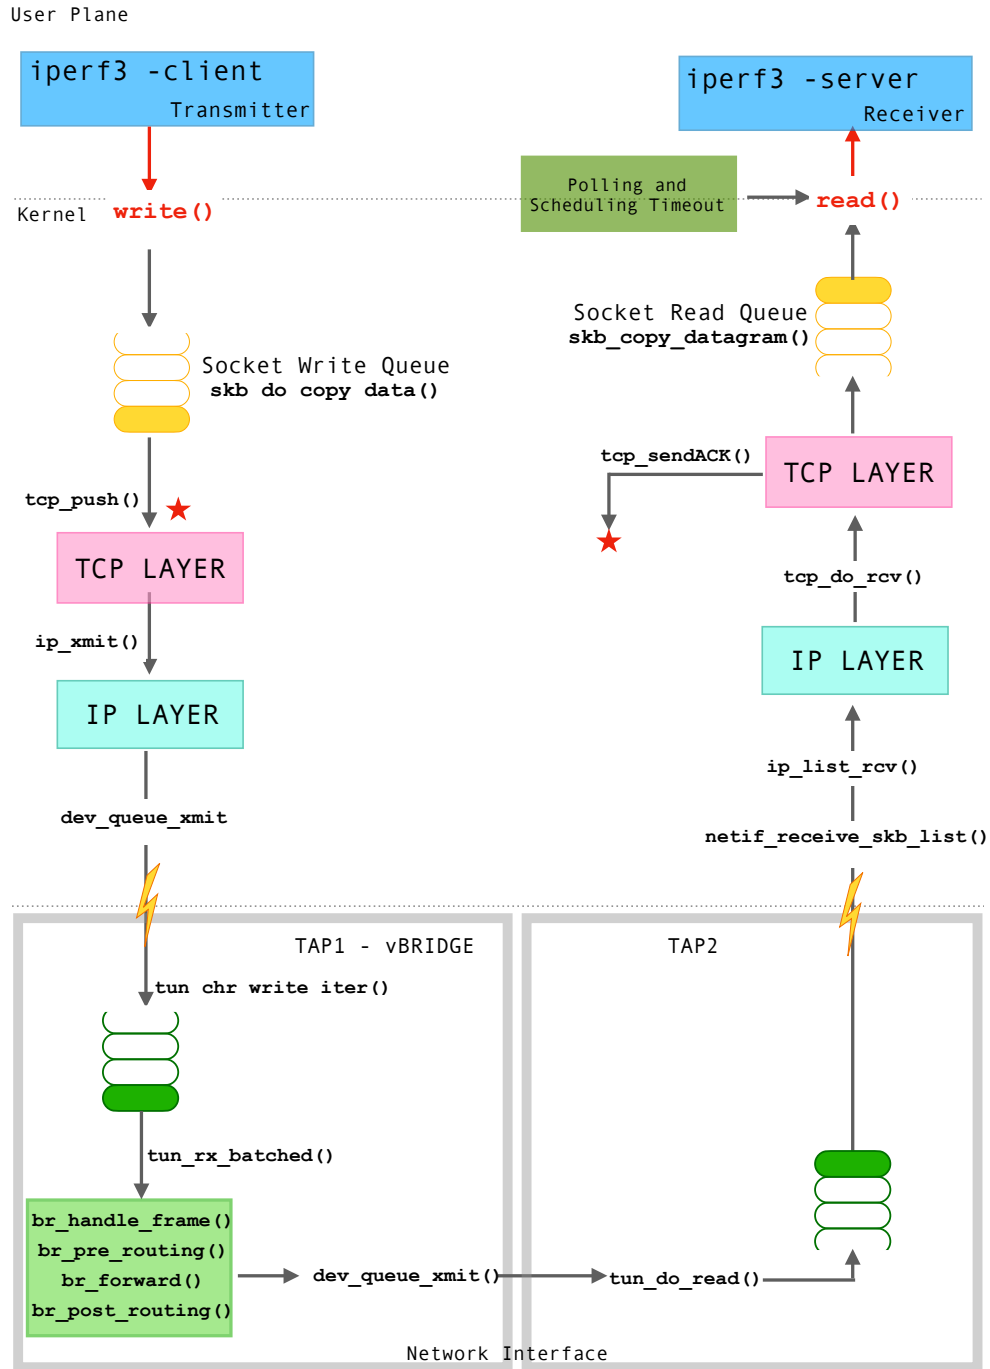 User Plane
iperf3 -client
Transmitter
iperf3 -server
Receiver
Polling and
Scheduling Timeout
Kernel
write()
read()
Socket Write Queue
skb do copy data()
Socket Read Queue
skb_copy_datagram()
tcp_push()
TCP LAYER
ip_xmit()
IP LAYER
dev_queue_xmit
TCP LAYER
tcp_sendACK()
tcp_do_rcv()
IP LAYER
ip_list_rcv()
netif_receive_skb_list()
TAP1 - vBRIDGE
tun chr write iter()
tun_rx_batched()
br_handle_frame()
br_pre_routing()
br_forward()
br_post_routing()
dev_queue_xmit()
TAP2
tun_do_read()
Network Interface